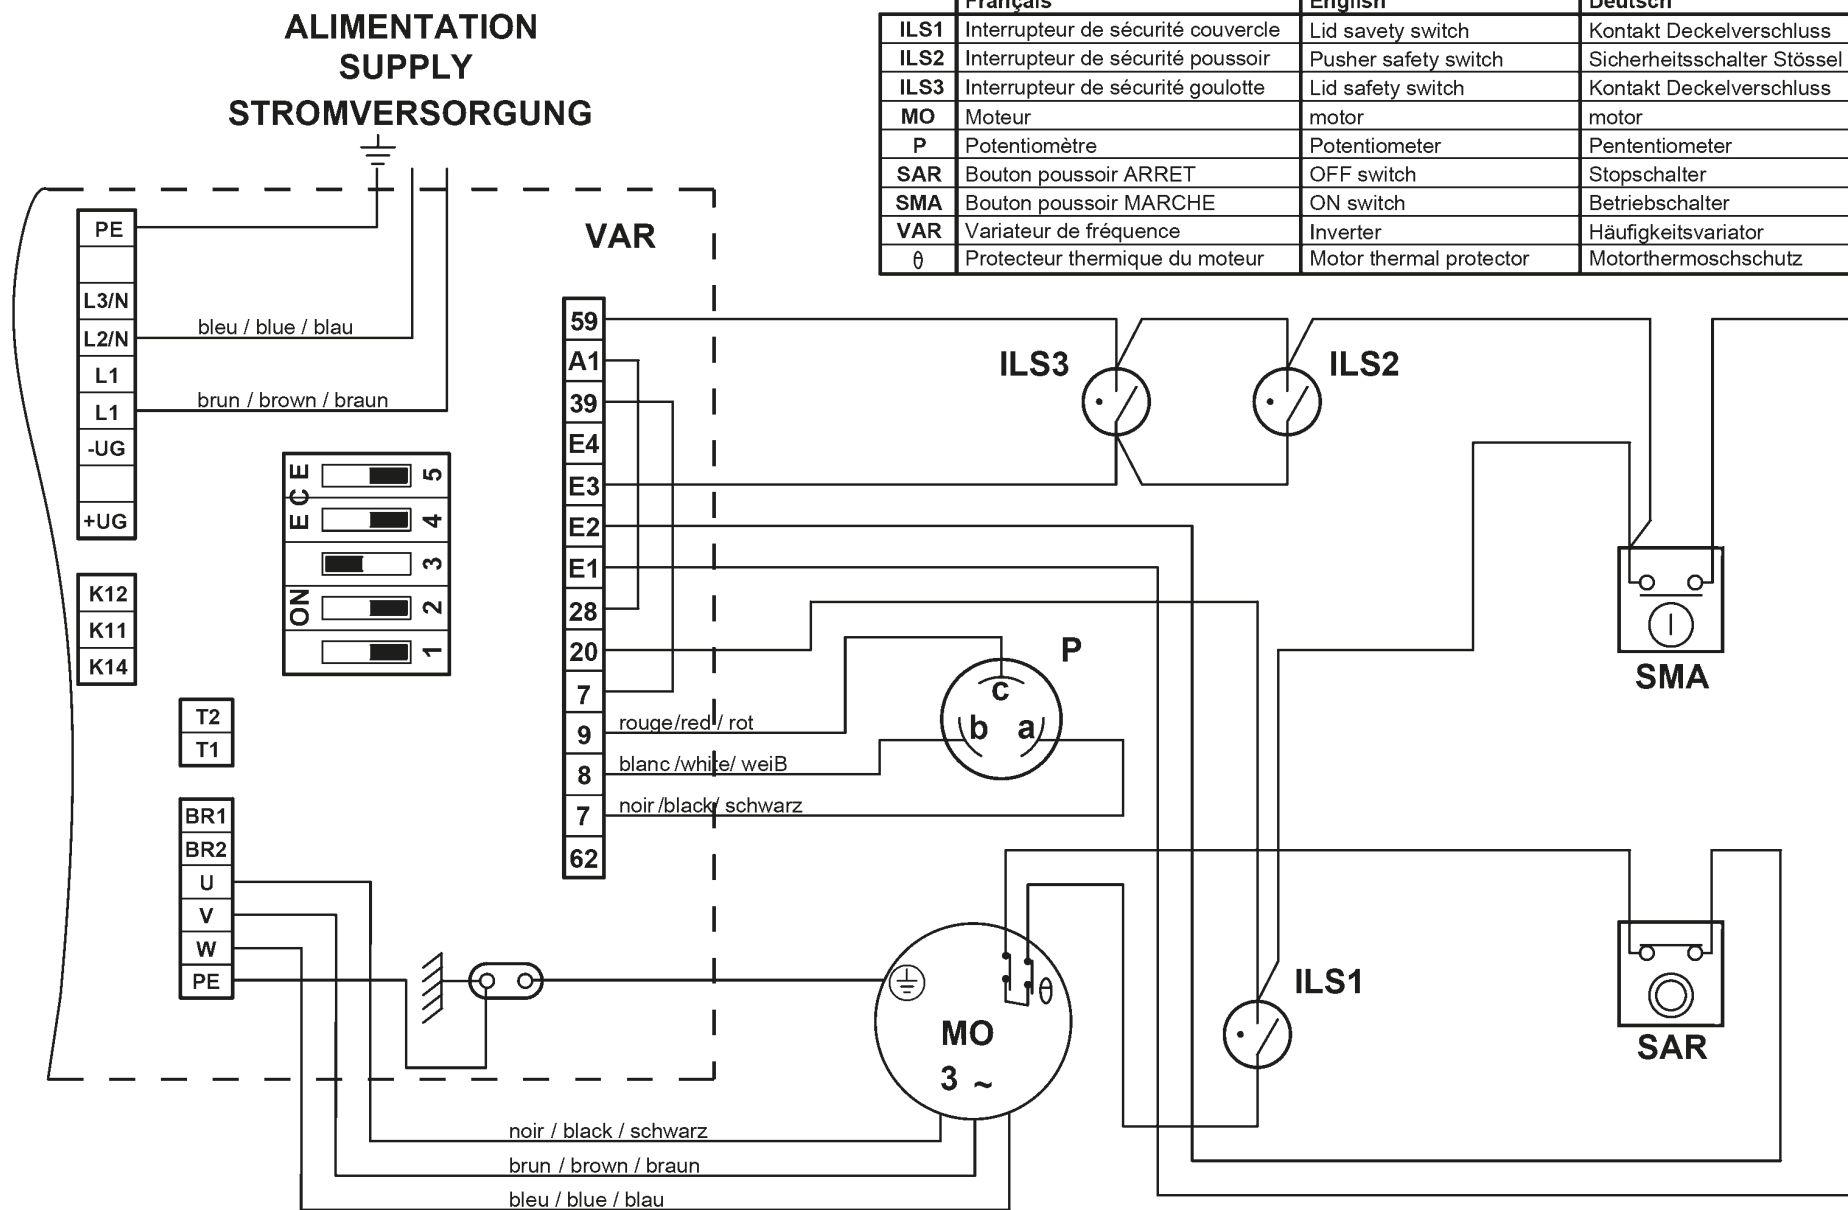 ALIMENTATION
SUPPLY
STROMVERSORGUNG
Français English Deutsch
ILS1 Interrupteur de sécurité couvercle Lid savety switch Kontakt Deckelverschluss
ILS2 Interrupteur de sécurité poussoir Pusher safety switch Sicherheitsschalter Stössel
ILS3 Interrupteur de sécurité goulotte Lid safety switch Kontakt Deckelverschluss
MO Moteur motor motor
P Potentiomètre Potentiometer Pententiometer
SAR Bouton poussoir ARRET OFF switch Stopschalter
SMA Bouton poussoir MARCHE ON switch Betriebschalter
VAR Variateur de fréquence Inverter Häufigkeitsvariator
θ Protecteur thermique du moteur Motor thermal protector Motorthermoschschutz
VAR
PE
L3/N
L2/N
L1
L1
-UG
+UG
bleu / blue / blau
brun / brown / braun
K12
K11
K14
ECE
ON
5
4
3
2
1
T2
T1
BR1
BR2
U
V
W
PE
59
A1
39
E4
E3
E2
E1
28
20
7
9
8
7
62
rouge/red / rot
blanc /white/ weiB
noir /black/ schwarz
ILS3
ILS2
P
c
b
a
SMA
MO
3 ~
θ
ILS1
SAR
noir / black / schwarz
brun / brown / braun
bleu / blue / blau